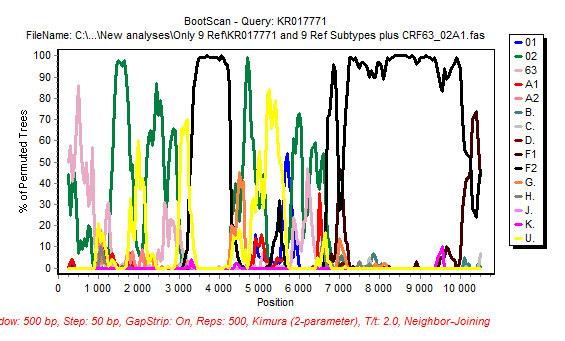 BootScan - Query: KR017771
FileName: C:\...\New analyses\Only 9 Ref\KR017771 and 9 Ref Subtypes plus CRF63_02A1.fas
% of Permuted Trees
100
90
80
70
60
50
40
30
20
10
0
0 1 000 2 000 3 000 4 000 5 000 6 000 7 000 8 000 9 000 10 000
Position
01
02
63
A1
A2
B.
C.
D.
F1
F2
G.
H.
J.
K.
U.
dow: 500 bp, Step: 50 bp, GapStrip: On, Reps: 500, Kimura (2-parameter), T/t: 2.0, Neighbor-Joining